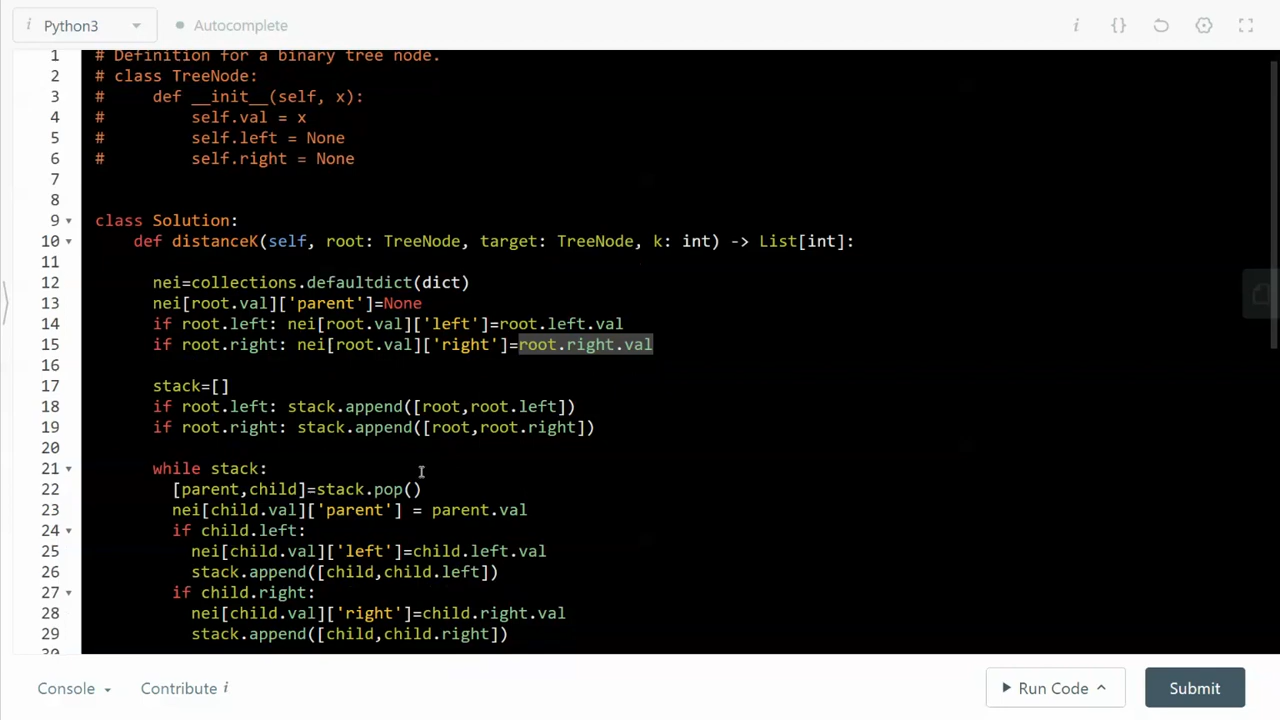 i Python3 Autocomplete i {}
1 # Definition for a binary tree node.
2 # class TreeNode:
3 #     def __init__(self, x):
4 #         self.val = x
5 #         self.left = None
6 #         self.right = None
7
8
9 class Solution:
10     def distanceK(self, root: TreeNode, target: TreeNode, k: int) -> List[int]:
11
12       nei=collections.defaultdict(dict)
13       nei[root.val]['parent']=None
14       if root.left: nei[root.val]['left']=root.left.val
15       if root.right: nei[root.val]['right']=root.right.val
16
17       stack=[]
18       if root.left: stack.append([root,root.left])
19       if root.right: stack.append([root,root.right])
20
21       while stack:
22         [parent,child]=stack.pop()
23         nei[child.val]['parent'] = parent.val
24         if child.left:
25           nei[child.val]['left']=child.left.val
26           stack.append([child,child.left])
27         if child.right:
28           nei[child.val]['right']=child.right.val
29           stack.append([child,child.right])
30
Console Contribute i Run Code Submit